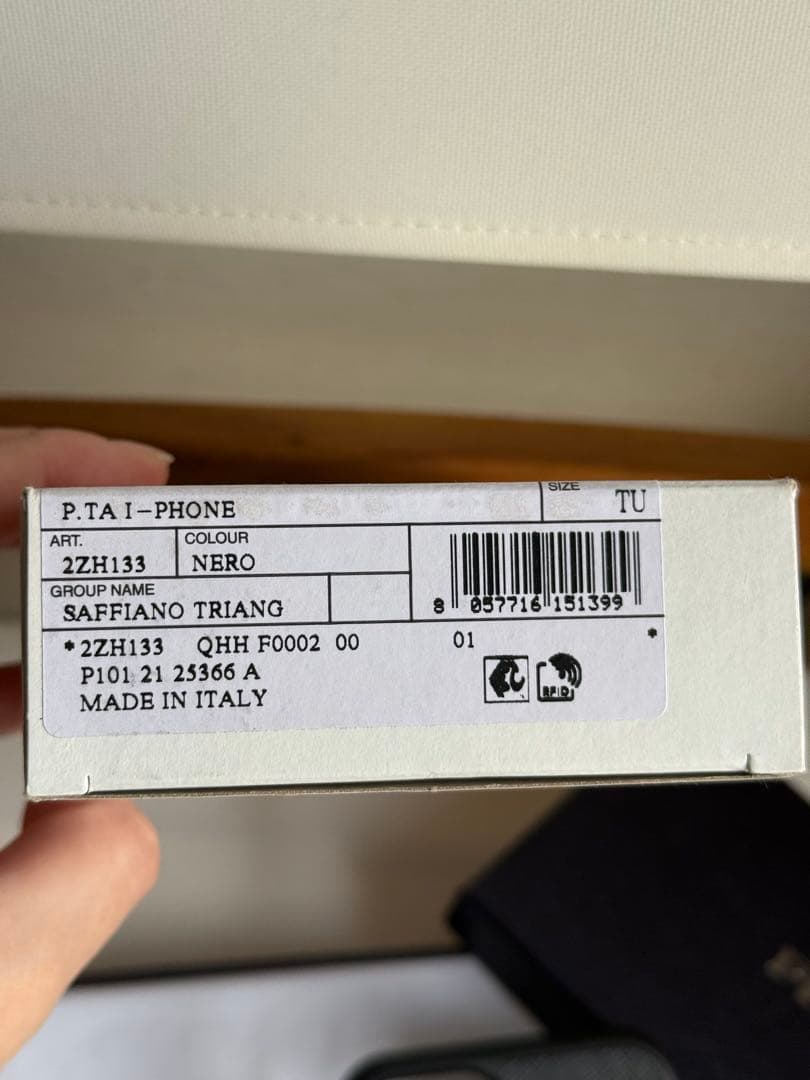 P.TA I-PHONE
SIZE
TU
ART.
2ZH133
COLOUR
NERO
GROUP NAME
SAFFIANO TRIANG
8 057716 151399
*2ZH133 QHH F0002 00 01 *
P101 21 25366 A
MADE IN ITALY
RFID